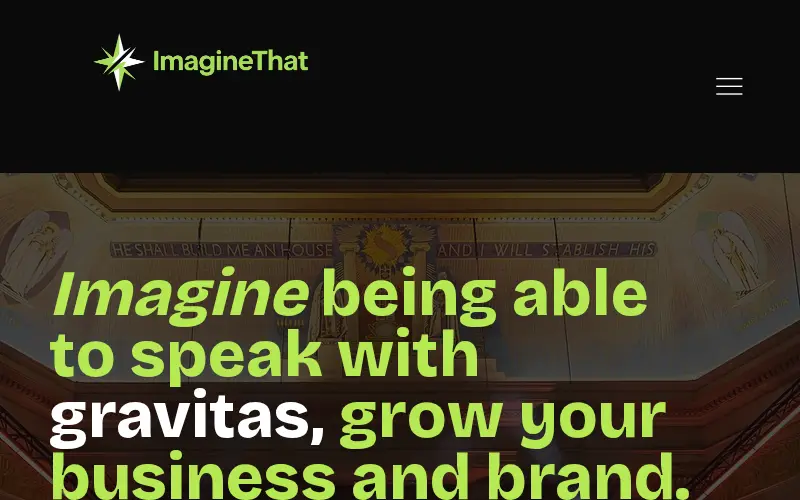 ImagineThat
HE SHALL BUILD ME AN HOUSE AND I WILL STABLISH HIS
Imagine being able
to speak with
gravitas, grow your
business and brand.